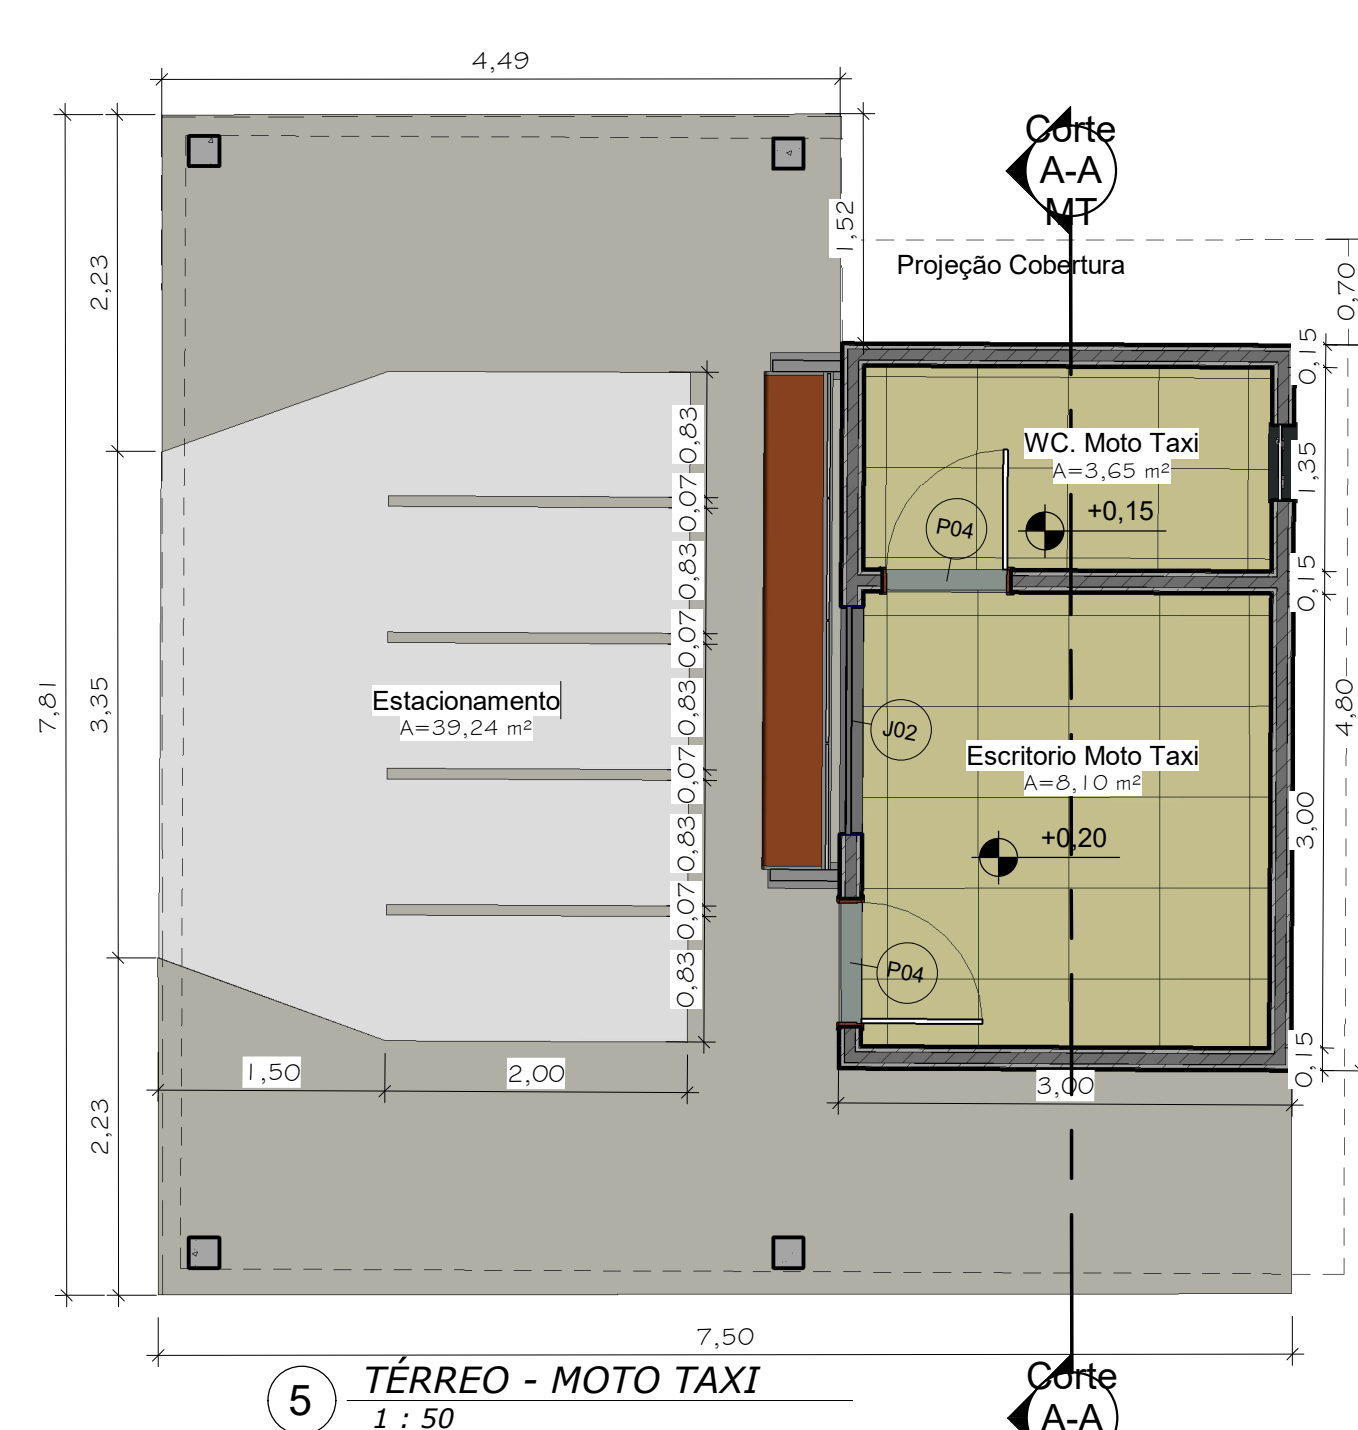 4,49
Corte
A-A
MT
1,52
Projeção Cobertura
0,70
2,23
0,15
0,83
WC. Moto Taxi
A=3,65 m²
1,35
0,07
P04
+0,15
0,83
0,15
0,07
7,81
3,35
Estacionamento
A=39,24 m²
0,83
J02
4,80
Escritorio Moto Taxi
A=8,10 m²
0,07
3,00
0,83
+0,20
0,07
P04
0,83
1,50
2,00
0,15
3,00
2,23
7,50
5
TÉRREO - MOTO TAXI
1 : 50
Corte
A-A